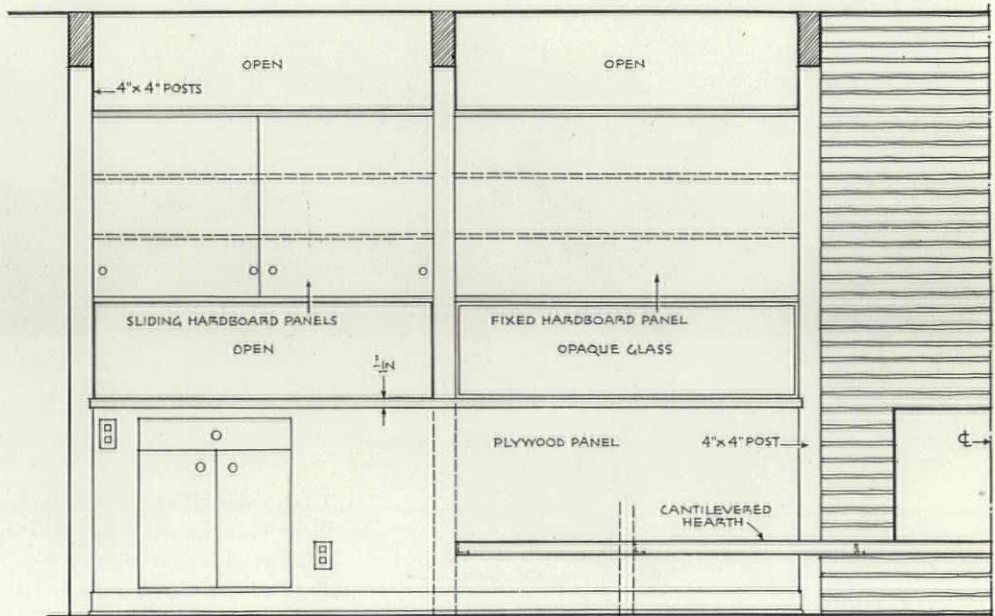 OPEN
OPEN
4"x 4" POSTS
SLIDING HARDBOARD PANELS
FIXED HARDBOARD PANEL
OPEN
OPAQUE GLASS
PLYWOOD PANEL
4"x 4" POST
℄
CANTILEVERED
HEARTH